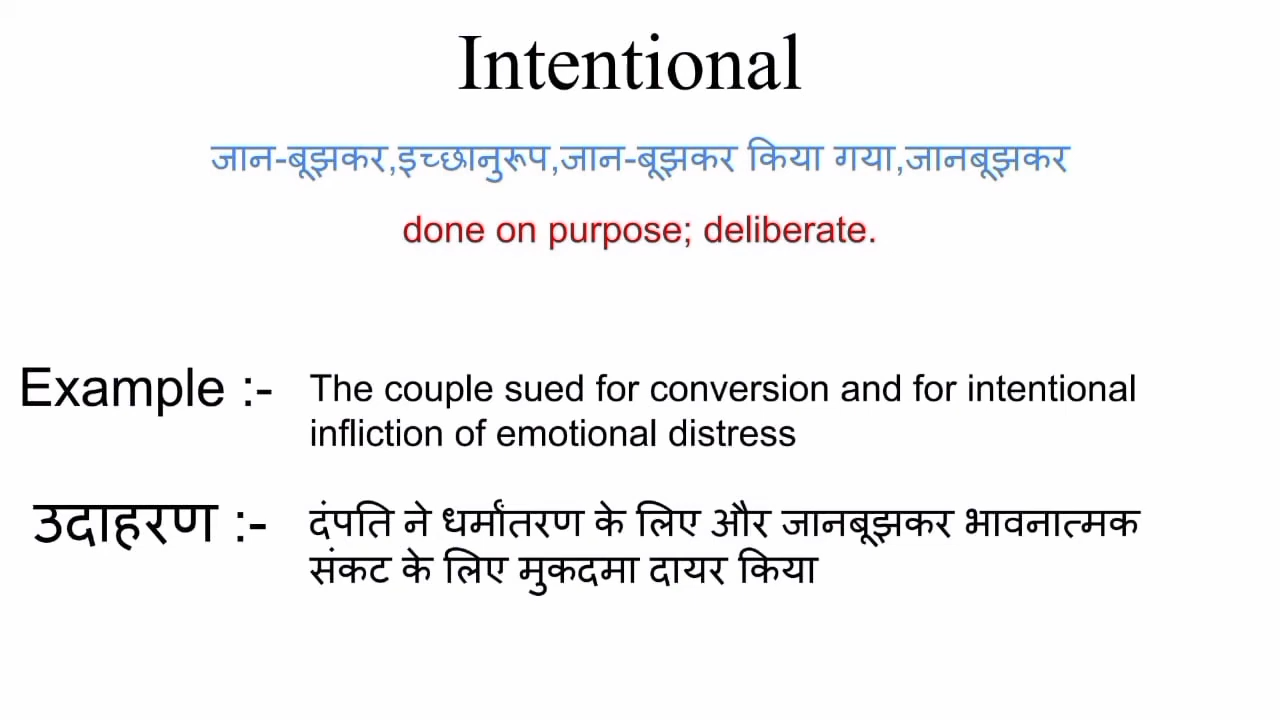 Intentional
जान-बूझकर,इच्छानुरूप,जान-बूझकर किया गया,जानबूझकर
done on purpose; deliberate.
Example :- The couple sued for conversion and for intentional
infliction of emotional distress
उदाहरण :- दंपति ने धर्मांतरण के लिए और जानबूझकर भावनात्मक
संकट के लिए मुकदमा दायर किया